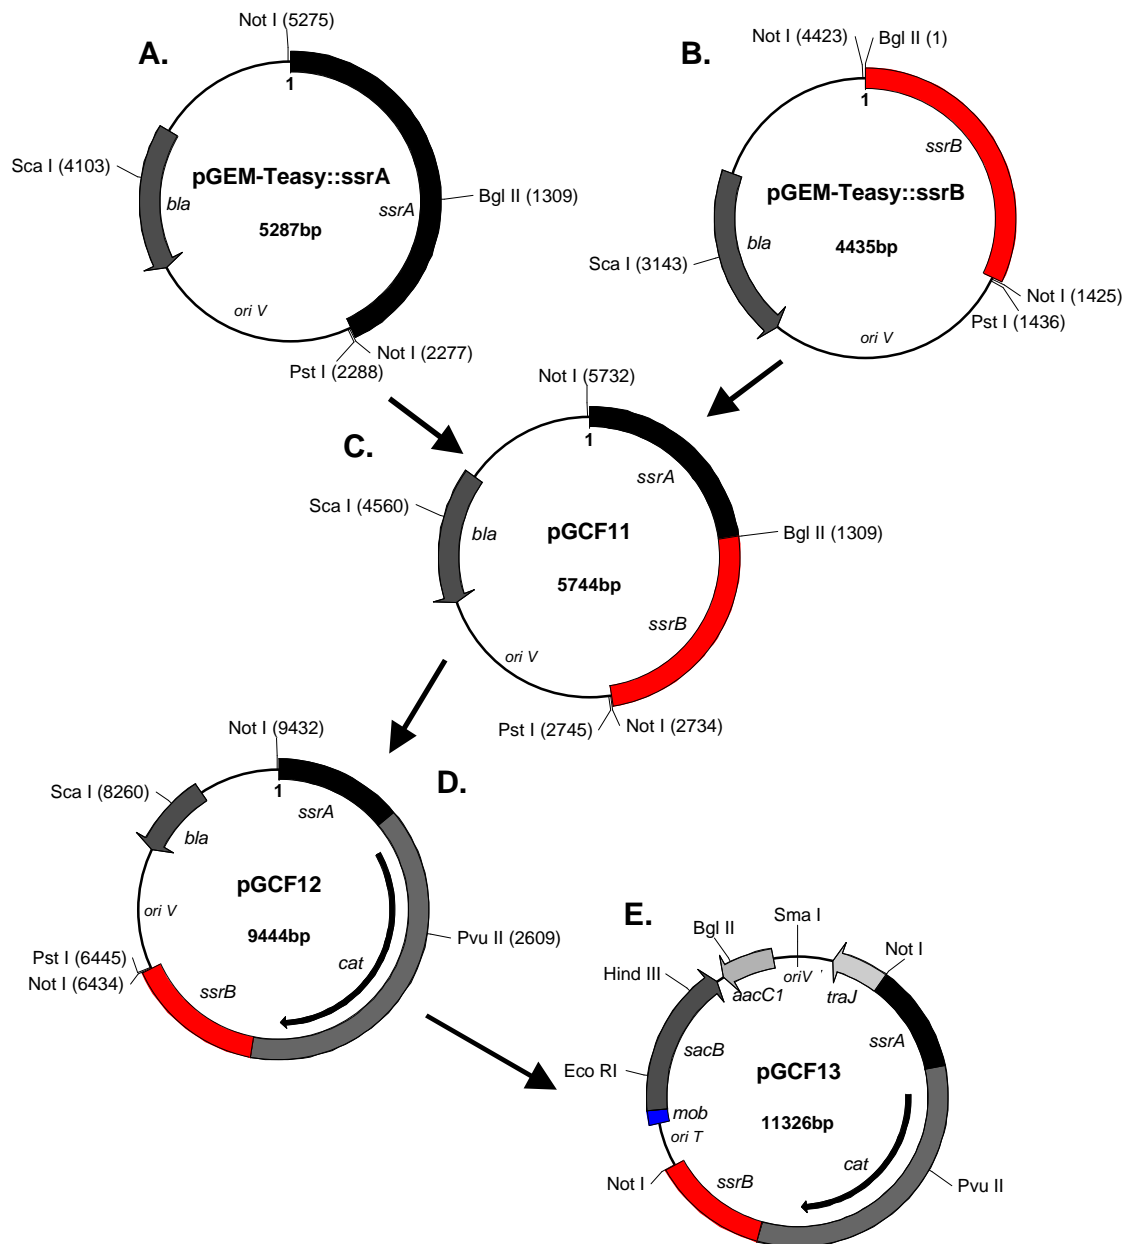 A.
Not I (5275)
1
Sca I (4103)
bla
pGEM-Teasy::ssrA
5287bp
ssrA
Bgl II (1309)
ori V
Not I (2277)
Pst I (2288)
B.
Not I (4423)
Bgl II (1)
1
ssrB
pGEM-Teasy::ssrB
4435bp
bla
Sca I (3143)
Not I (1425)
Pst I (1436)
ori V
C.
Not I (5732)
1
ssrA
Sca I (4560)
bla
pGCF11
5744bp
Bgl II (1309)
ssrB
ori V
Pst I (2745)
Not I (2734)
D.
Not I (9432)
1
Sca I (8260)
ssrA
bla
pGCF12
9444bp
ori V
Pvu II (2609)
cat
Pst I (6445)
Not I (6434)
ssrB
E.
Sma I
Bgl II
Not I
Hind III
oriV
aacC1
traJ
ssrA
sacB
pGCF13
Eco RI
11326bp
mob
ori T
cat
Not I
ssrB
Pvu II